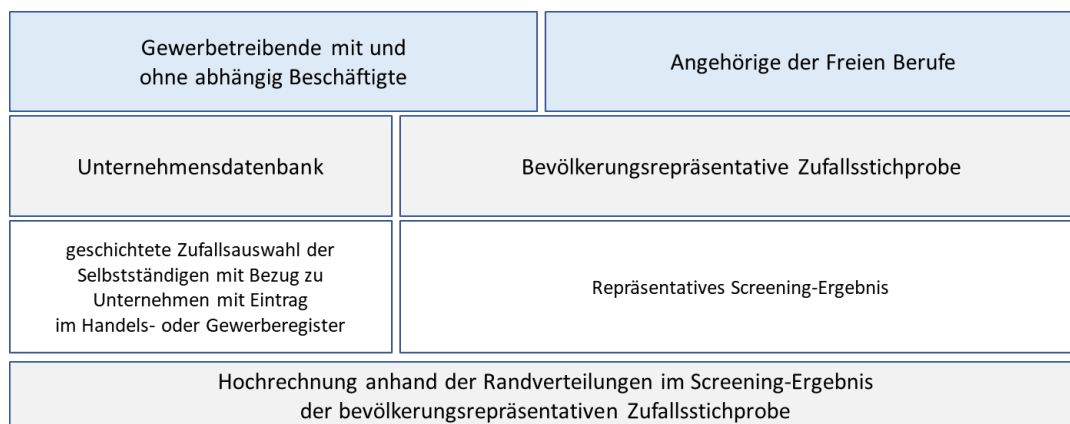 Gewerbetreibende mit und
ohne abhängig Beschäftigte
Angehörige der Freien Berufe
Unternehmensdatenbank
Bevölkerungsrepräsentative Zufallsstichprobe
geschichtete Zufallsauswahl der
Selbstständigen mit Bezug zu
Unternehmen mit Eintrag
im Handels- oder Gewerberegister
Repräsentatives Screening-Ergebnis
Hochrechnung anhand der Randverteilungen im Screening-Ergebnis
der bevölkerungsrepräsentativen Zufallsstichprobe